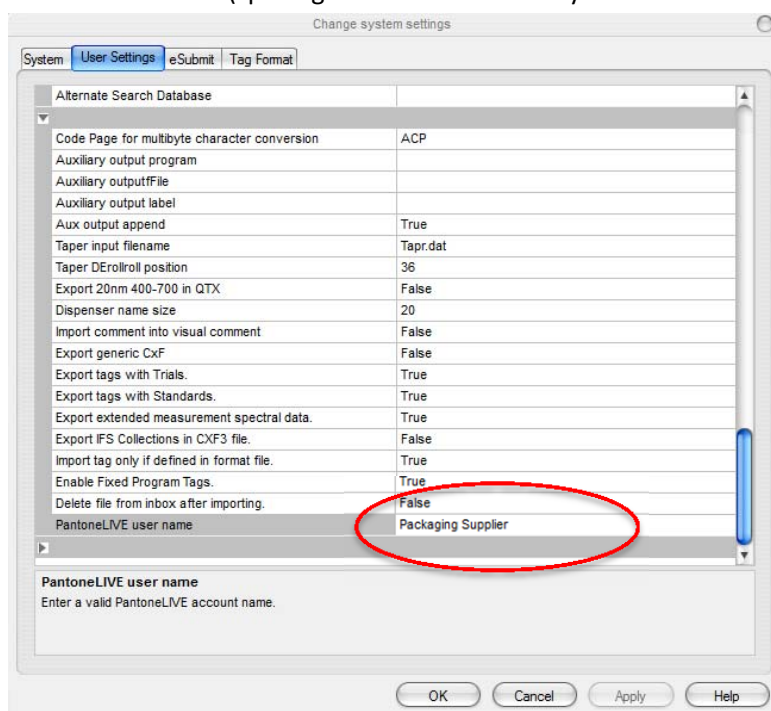 Change system settings
System User Settings eSubmit Tag Format
Alternate Search Database
Code Page for multibyte character conversion ACP
Auxiliary output program
Auxiliary outputfFile
Auxiliary output label
Aux output append True
Taper input filename Tapr.dat
Taper DErollroll position 36
Export 20nm 400-700 in QTX False
Dispenser name size 20
Import comment into visual comment False
Export generic CxF False
Export tags with Trials. True
Export tags with Standards. True
Export extended measurement spectral data. True
Export IFS Collections in CXF3 file. False
Import tag only if defined in format file. True
Enable Fixed Program Tags. True
Delete file from inbox after importing. False
PantoneLIVE user name Packaging Supplier
PantoneLIVE user name
Enter a valid PantoneLIVE account name.
OK Cancel Apply Help